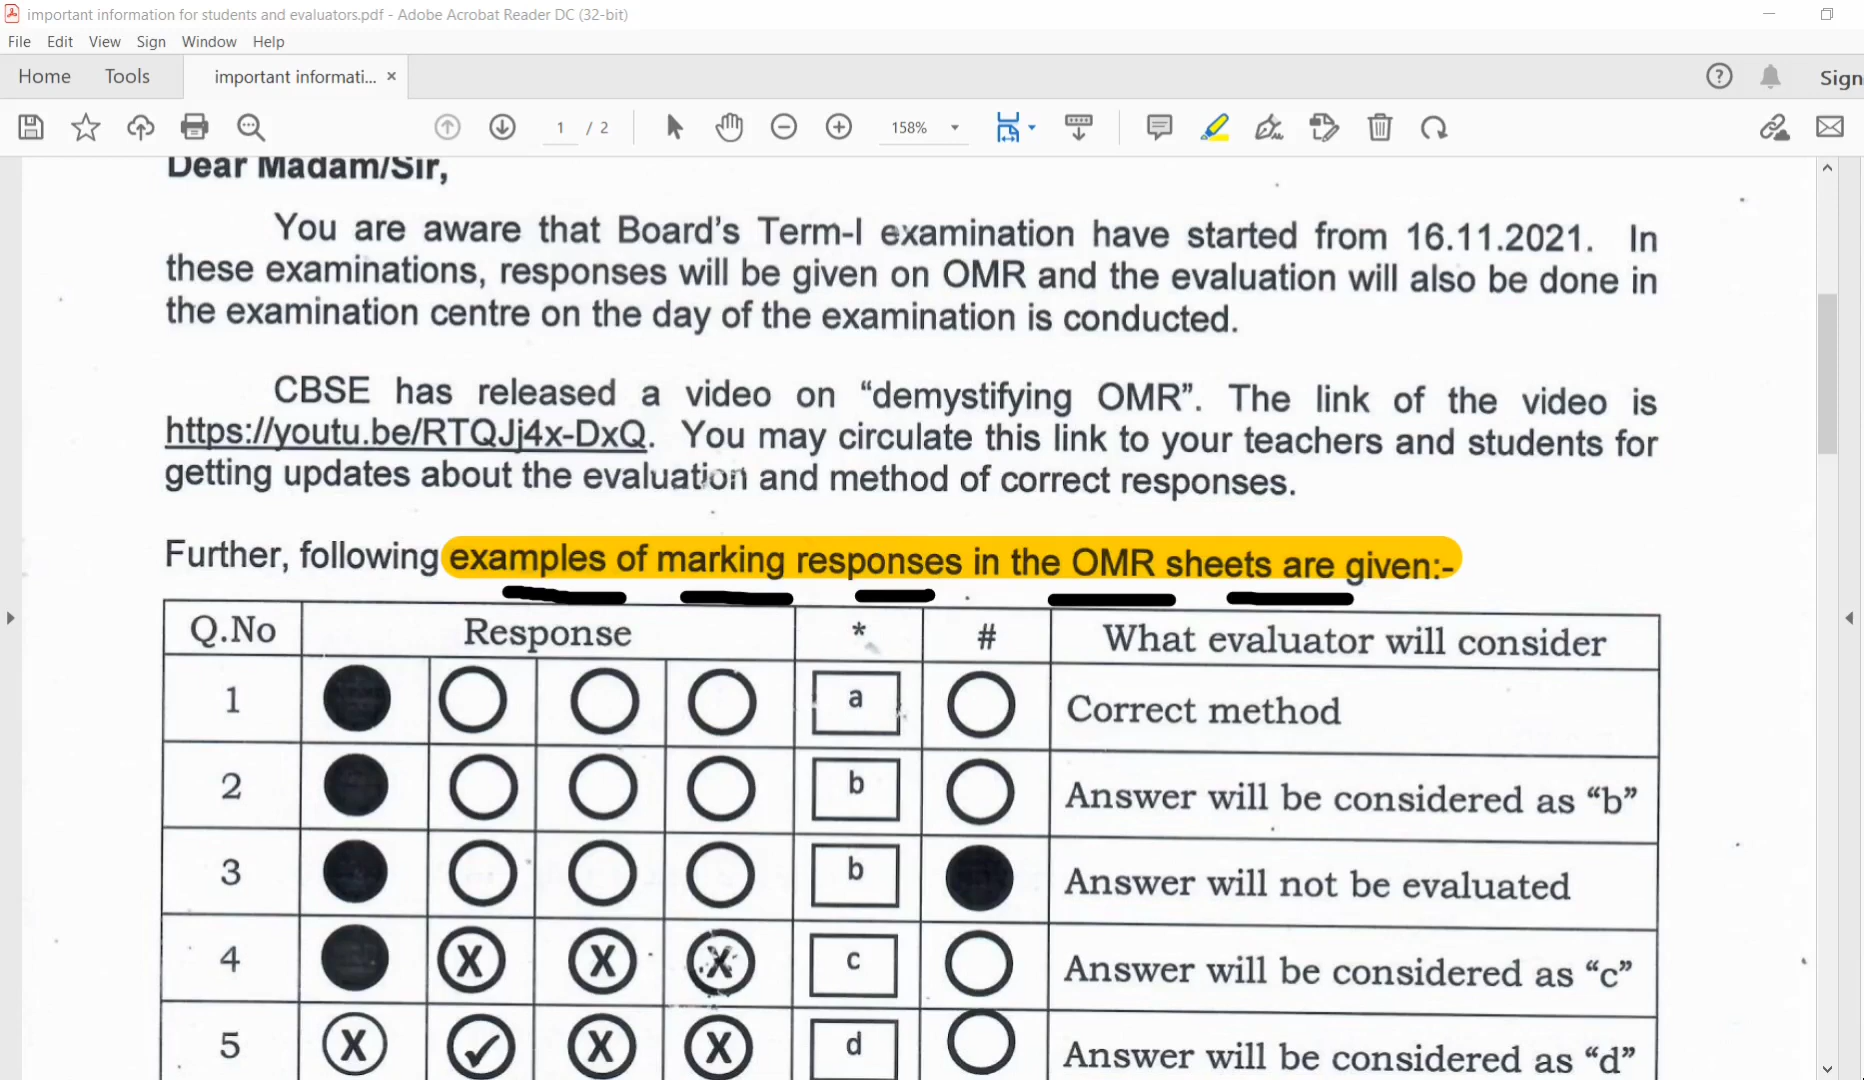 important information for students and evaluators.pdf - Adobe Acrobat Reader DC (32-bit)
File Edit View Sign Window Help
Home Tools important informati... ×
Sign
1 / 2 158%
Dear Madam/Sir,
You are aware that Board's Term-I examination have started from 16.11.2021. In
these examinations, responses will be given on OMR and the evaluation will also be done in
the examination centre on the day of the examination is conducted.
CBSE has released a video on “demystifying OMR”. The link of the video is
https://youtu.be/RTQJj4x-DxQ. You may circulate this link to your teachers and students for
getting updates about the evaluation and method of correct responses.
Further, following examples of marking responses in the OMR sheets are given:-
Q.No Response * # What evaluator will consider
1 a Correct method
2 b Answer will be considered as “b”
3 b Answer will not be evaluated
4 X X X c Answer will be considered as “c”
5 X ✓ X X d Answer will be considered as “d”